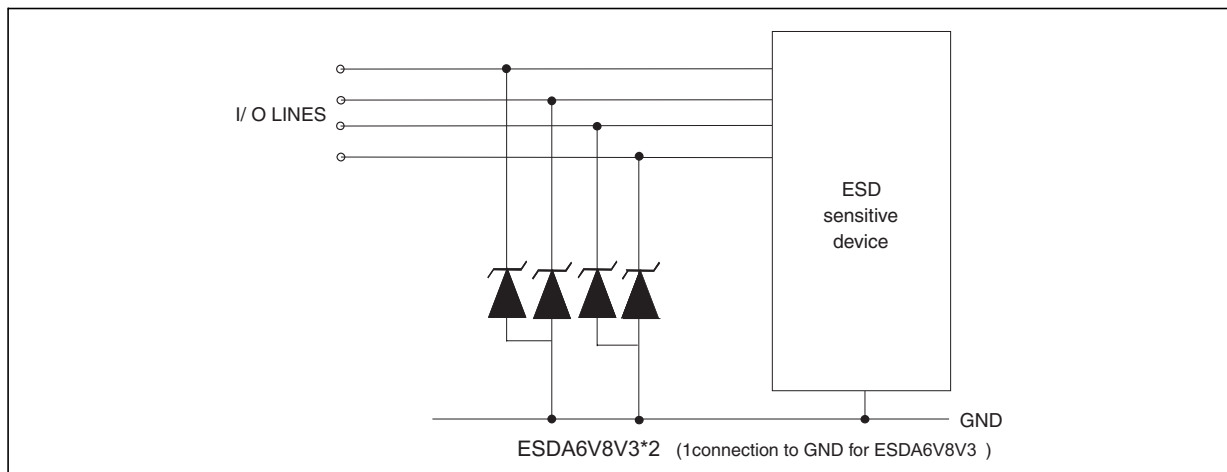 I/ O LINES
ESD
sensitive
device
GND
ESDA6V8V3*2 (1connection to GND for ESDA6V8V3 )